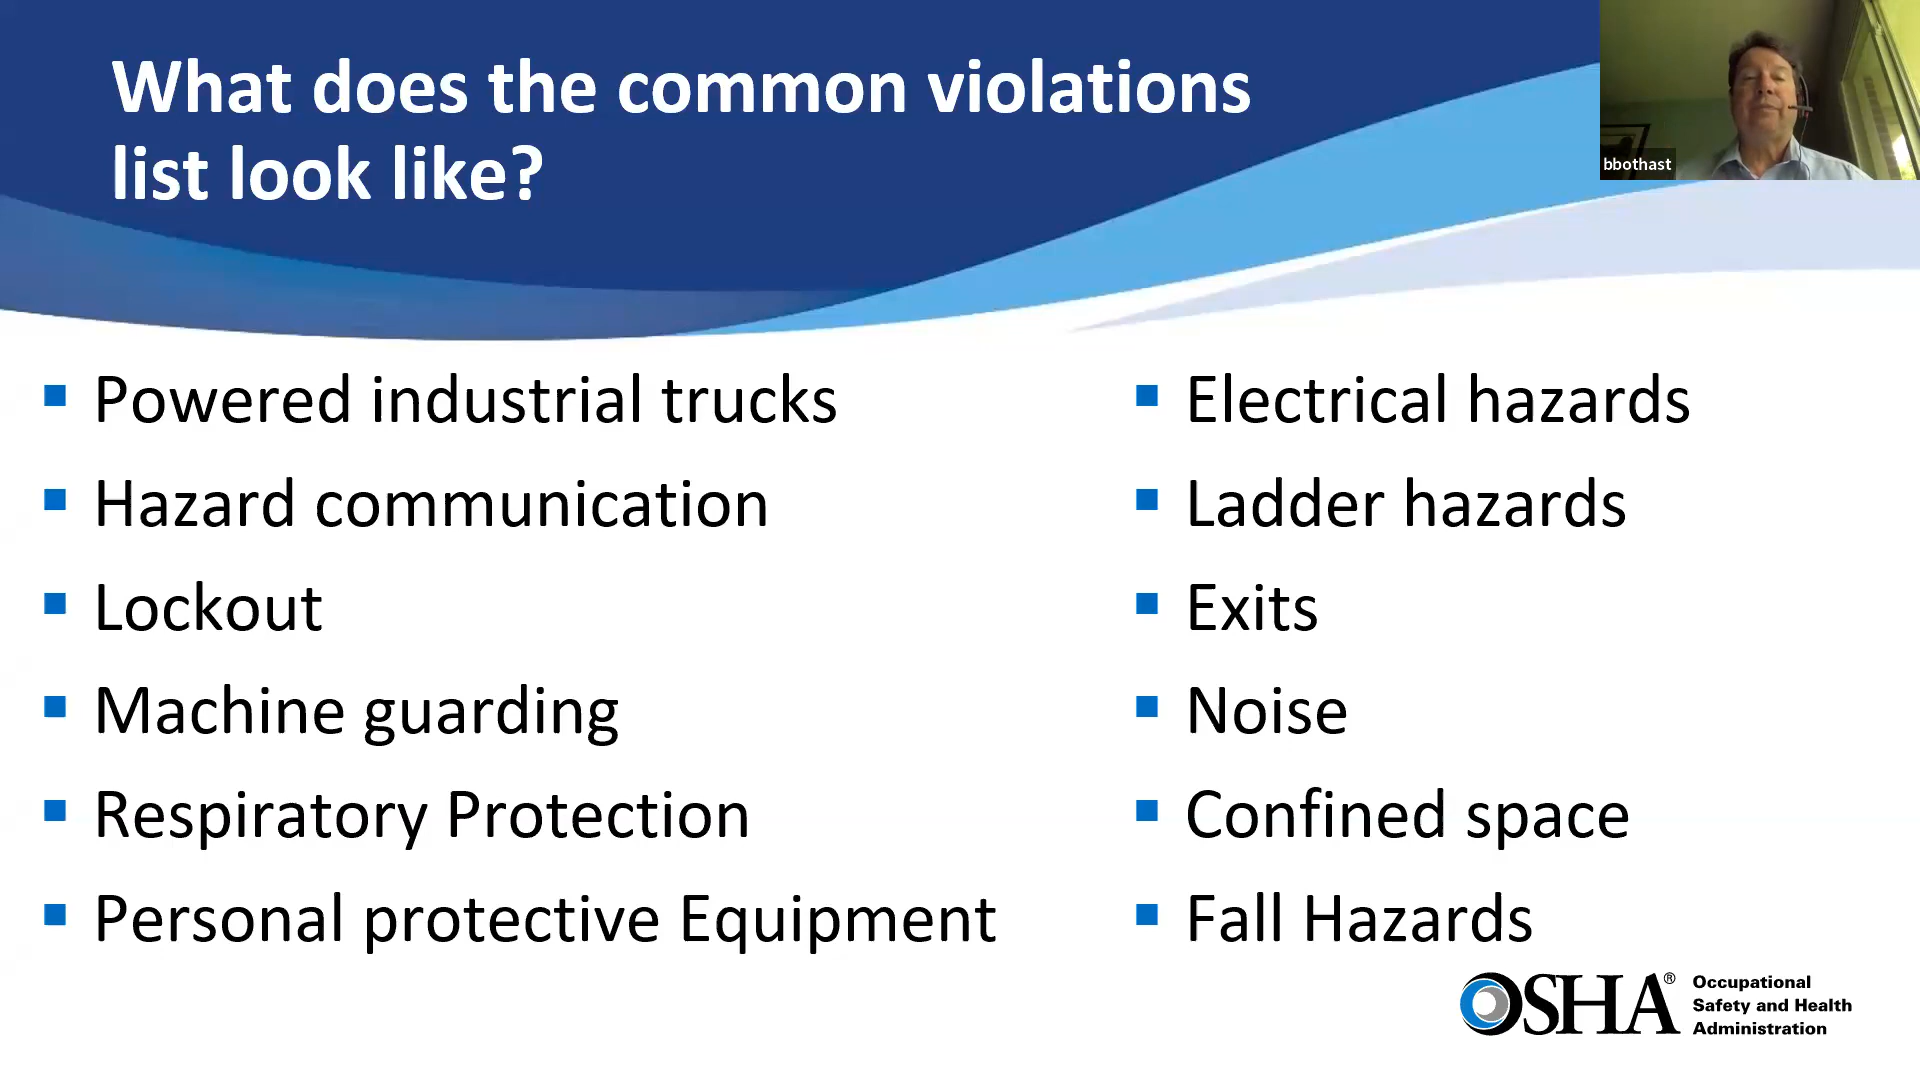 What does the common violations
list look like?
bbothast
Powered industrial trucks
Hazard communication
Lockout
Machine guarding
Respiratory Protection
Personal protective Equipment
Electrical hazards
Ladder hazards
Exits
Noise
Confined space
Fall Hazards
OSHA®
Occupational
Safety and Health
Administration